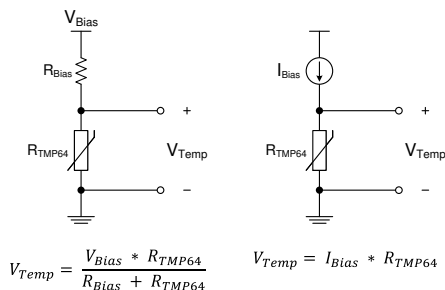 V_Bias
R_Bias
+
R_TMP64
V_Temp
−
I_Bias
+
R_TMP64
V_Temp
−
V_Temp = (V_Bias * R_TMP64) / (R_Bias + R_TMP64)
V_Temp = I_Bias * R_TMP64